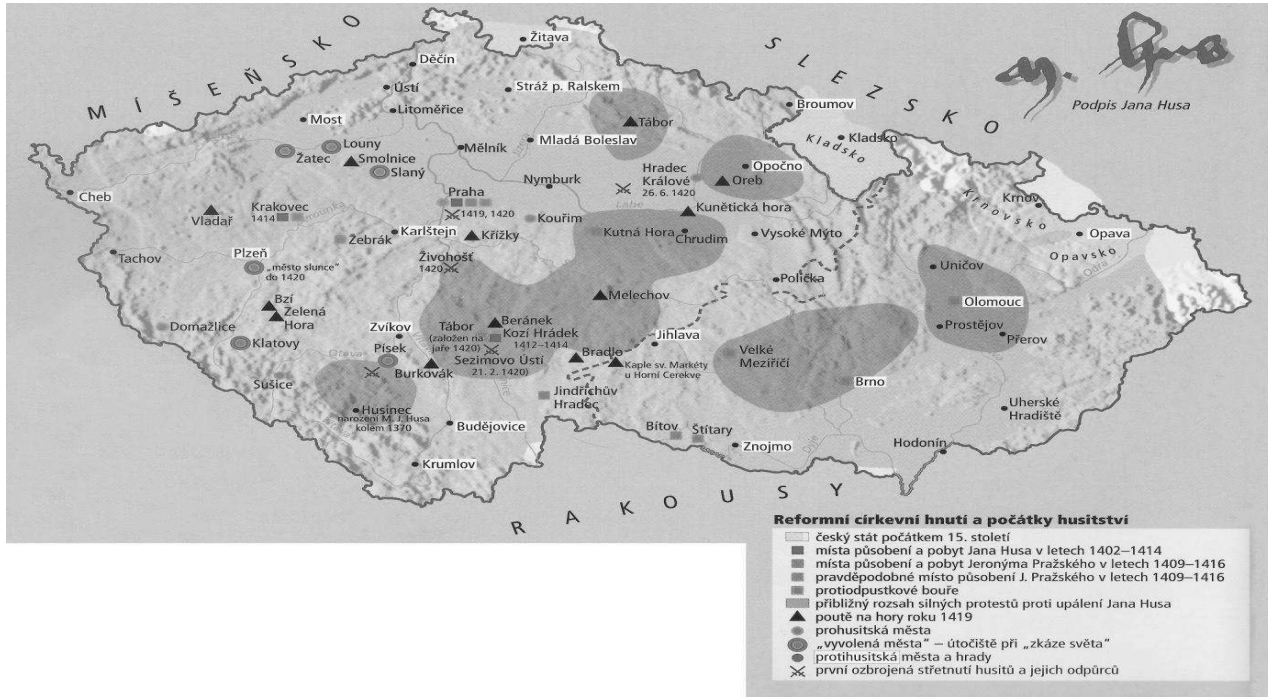 MÍŠEŇSKO
SLEZSKO
Podpis Jana Husa
Žitava
Děčín
Ústí
Stráž p. Ralskem
Litoměřice
Most
Broumov
Tábor
Kladsko
Kladsko
Mladá Boleslav
Louny
Žatec
Smolnice
Mělník
Slaný
Hradec
Králové
26. 6. 1420
Opočno
Oreb
Cheb
Nymburk
Praha
1419, 1420
Labe
Krnov
Krnovsko
Vladař
Krakovec
1414
Kouřim
Kunětická hora
Opava
Opavsko
Odra
Žebrák
Karlštejn
Křížky
Kutná Hora
Chrudim
Vysoké Mýto
Tachov
Plzeň
„město slunce"
do 1420
Živohošť
1420
Uničov
Polička
Bzí
Zelená
Hora
Melechov
Olomouc
Domažlice
Klatovy
Zvíkov
Tábor
(založen na
jaře 1420)
Beránek
Kozí Hrádek
1412–1414
Sezimovo Ústí
21. 2. 1420)
Prostějov
Přerov
Jihlava
Otava
Písek
Burkovák
Bradlo
Kaple sv. Markéty
u Horní Cerekve
Velké
Meziříčí
Sušice
Brno
Husinec
narození M. J. Husa
kolem 1370
Jindřichův
Hradec
Uherské
Hradiště
Budějovice
Bítov
Štítary
Znojmo
Dyje
Hodonín
Krumlov
RAKOUSY
Reformní církevní hnutí a počátky husitství
český stát počátkem 15. století
místa působení a pobyt Jana Husa v letech 1402–1414
místa působení a pobyt Jeronýma Pražského v letech 1409–1416
pravděpodobné místo působení J. Pražského v letech 1409–1416
protiodpustkové bouře
přibližný rozsah silných protestů proti upálení Jana Husa
poutě na hory roku 1419
prohusitská města
„vyvolená města" – útočiště při „zkáze světa"
protihusitská města a hrady
první ozbrojená střetnutí husitů a jejich odpůrců